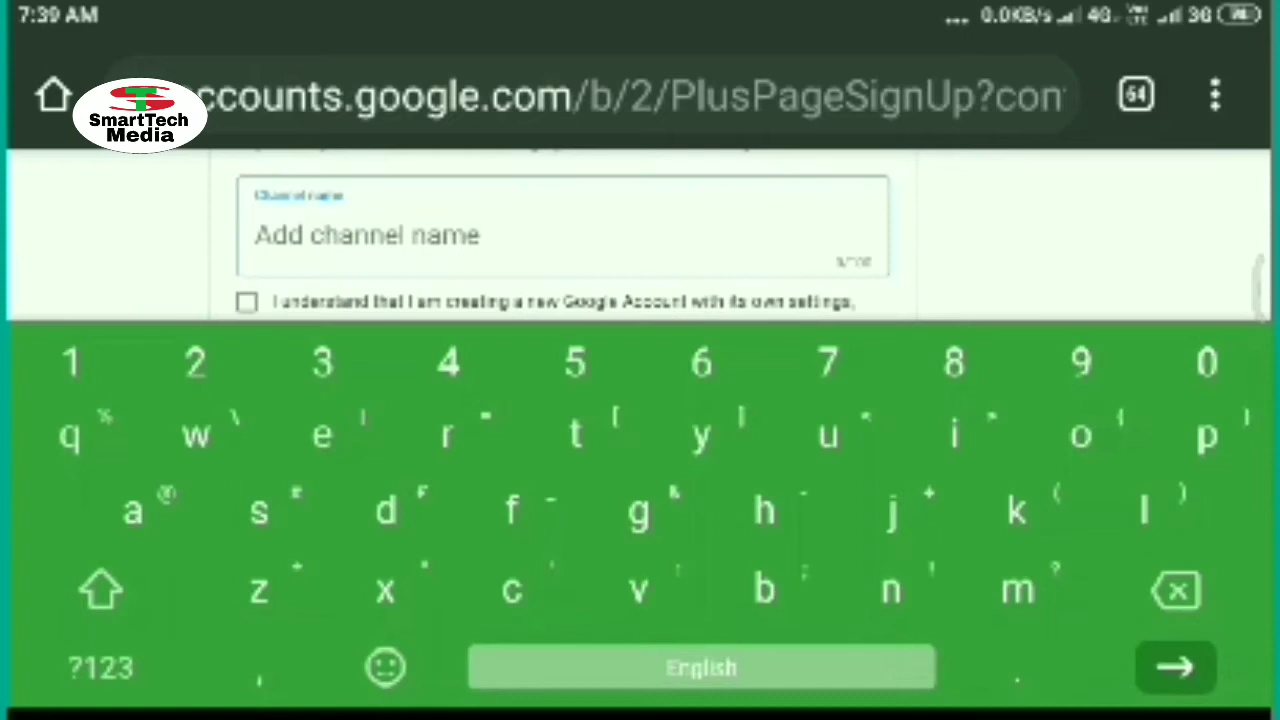 7:39 AM
... 0.0KB/s 4G 3G
SmartTech
Media
ccounts.google.com/b/2/PlusPageSignUp?con
64
Channel name
Add channel name
I understand that I am creating a new Google Account with its own settings,
1 2 3 4 5 6 7 8 9 0
q w e r t y u i o p
a s d f g h j k l
z x c v b n m
?123 , English .